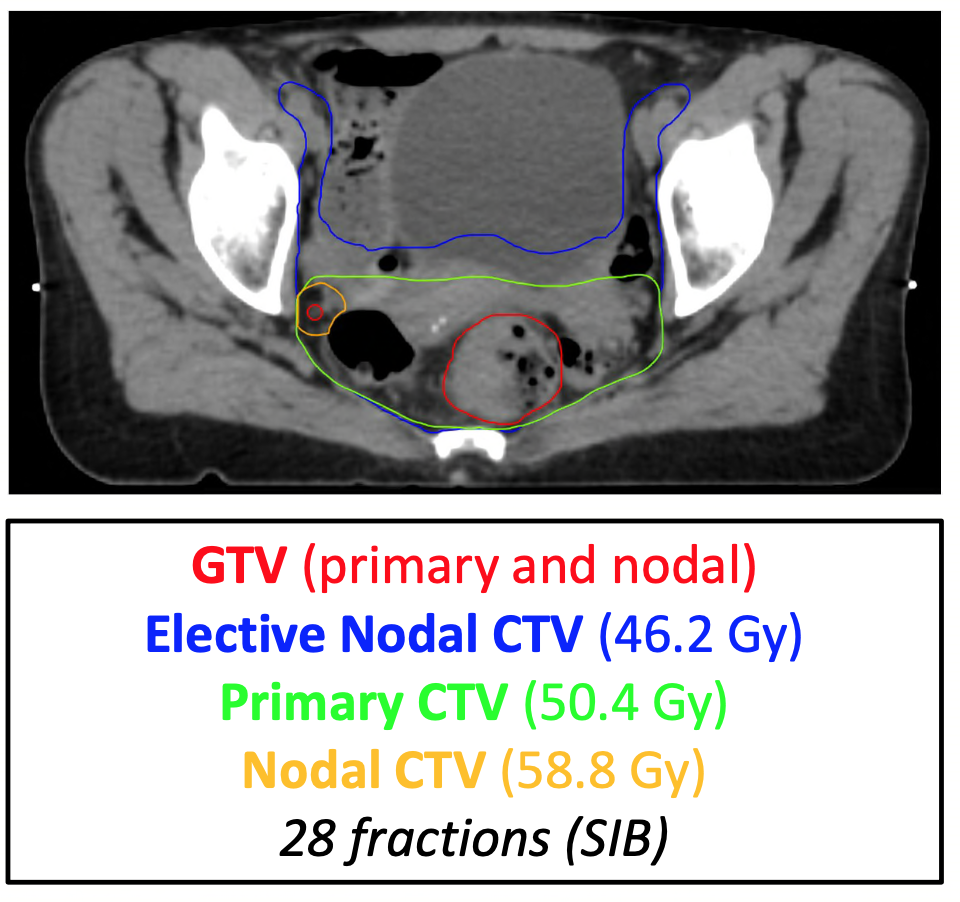 GTV (primary and nodal)
Elective Nodal CTV (46.2 Gy)
Primary CTV (50.4 Gy)
Nodal CTV (58.8 Gy)
28 fractions (SIB)